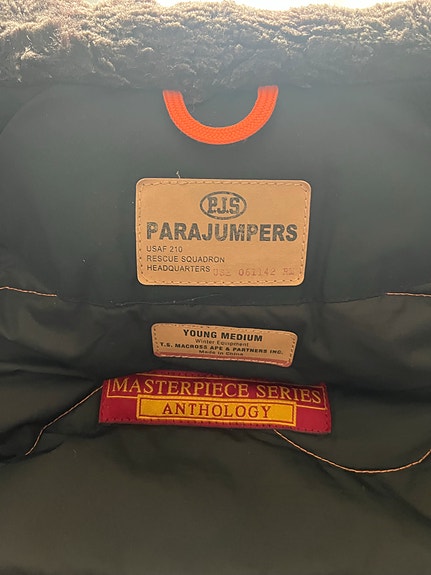 P.J.S
PARAJUMPERS
USAF 210
RESCUE SQUADRON
HEADQUARTERS
YOUNG MEDIUM
Winter Equipment
T.S. MACROSS APE & PARTNERS INC.
Made in China
MASTERPIECE SERIES
ANTHOLOGY